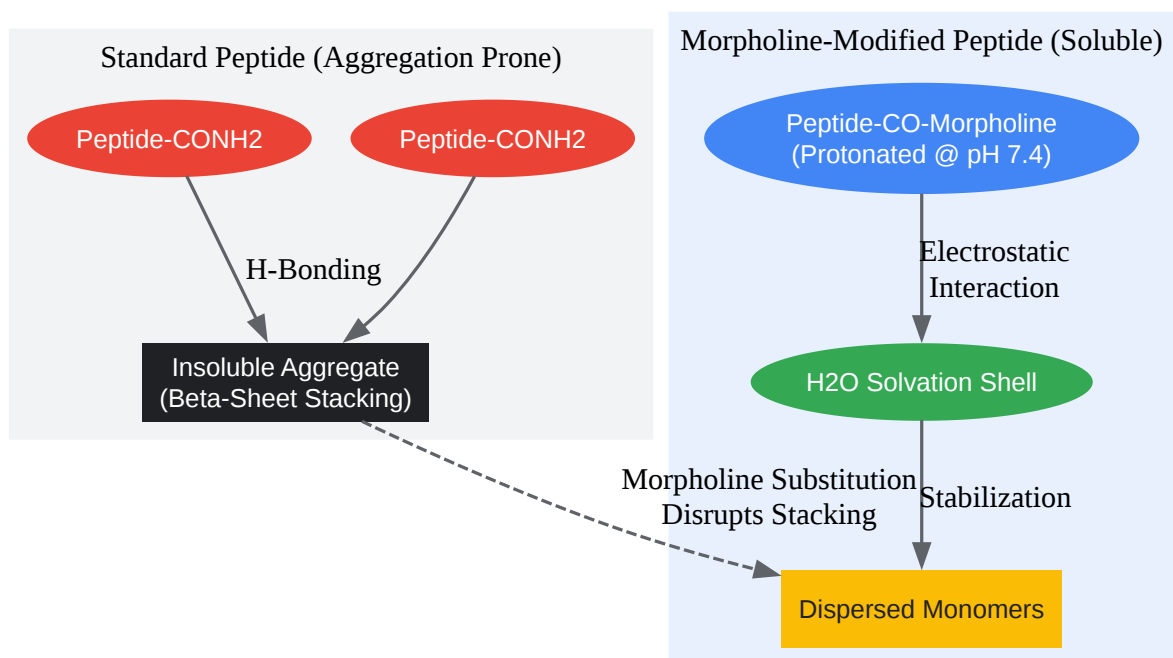 Standard Peptide (Aggregation Prone)
Peptide-CONH2
Peptide-CONH2
H-Bonding
Insoluble Aggregate
(Beta-Sheet Stacking)
Morpholine-Modified Peptide (Soluble)
Peptide-CO-Morpholine
(Protonated @ pH 7.4)
Electrostatic
Interaction
H2O Solvation Shell
Morpholine Substitution
Disrupts Stacking
Stabilization
Dispersed Monomers